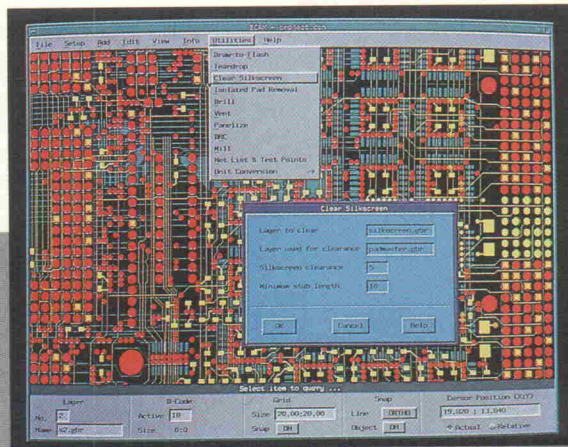 File Setup Add Edit View Info Utilities Help
Draw-to-Flash
Teardrop
Clear Silkscreen
Isolated Pad Removal
Drill
Vent
Panelize
DRC
Mill
Net List & Test Points
Unit Conversion
Clear Silkscreen
Layer to clear silkscreen.gbr
Layer used for clearance padmaster.gbr
Silkscreen clearance 5
Minimum stub length 10
OK Cancel Help
Select item to query ...
Layer D-Code Grid Snap Cursor Position (X:Y)
No. 2 Active 10 Size 20.00:20.00 Line ORTHO
Name Size 0:0 Snap ON Object ON Actual Relative